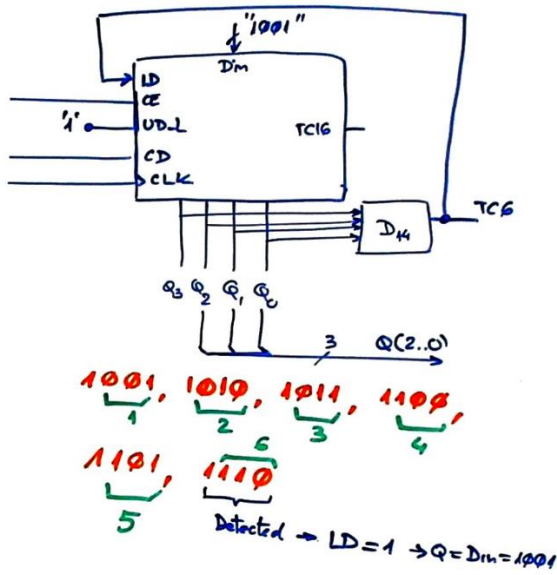 "1001"
Din
LD
CE
UD_L
"1"
TC16
CD
CLK
D14
TC6
Q3 Q2 Q1 Q0
3 Q(2..0)
1001, 1010, 1011, 1100,
1 2 3 4
6
1101, 1110
5
Detected → LD=1 → Q=Din=1001